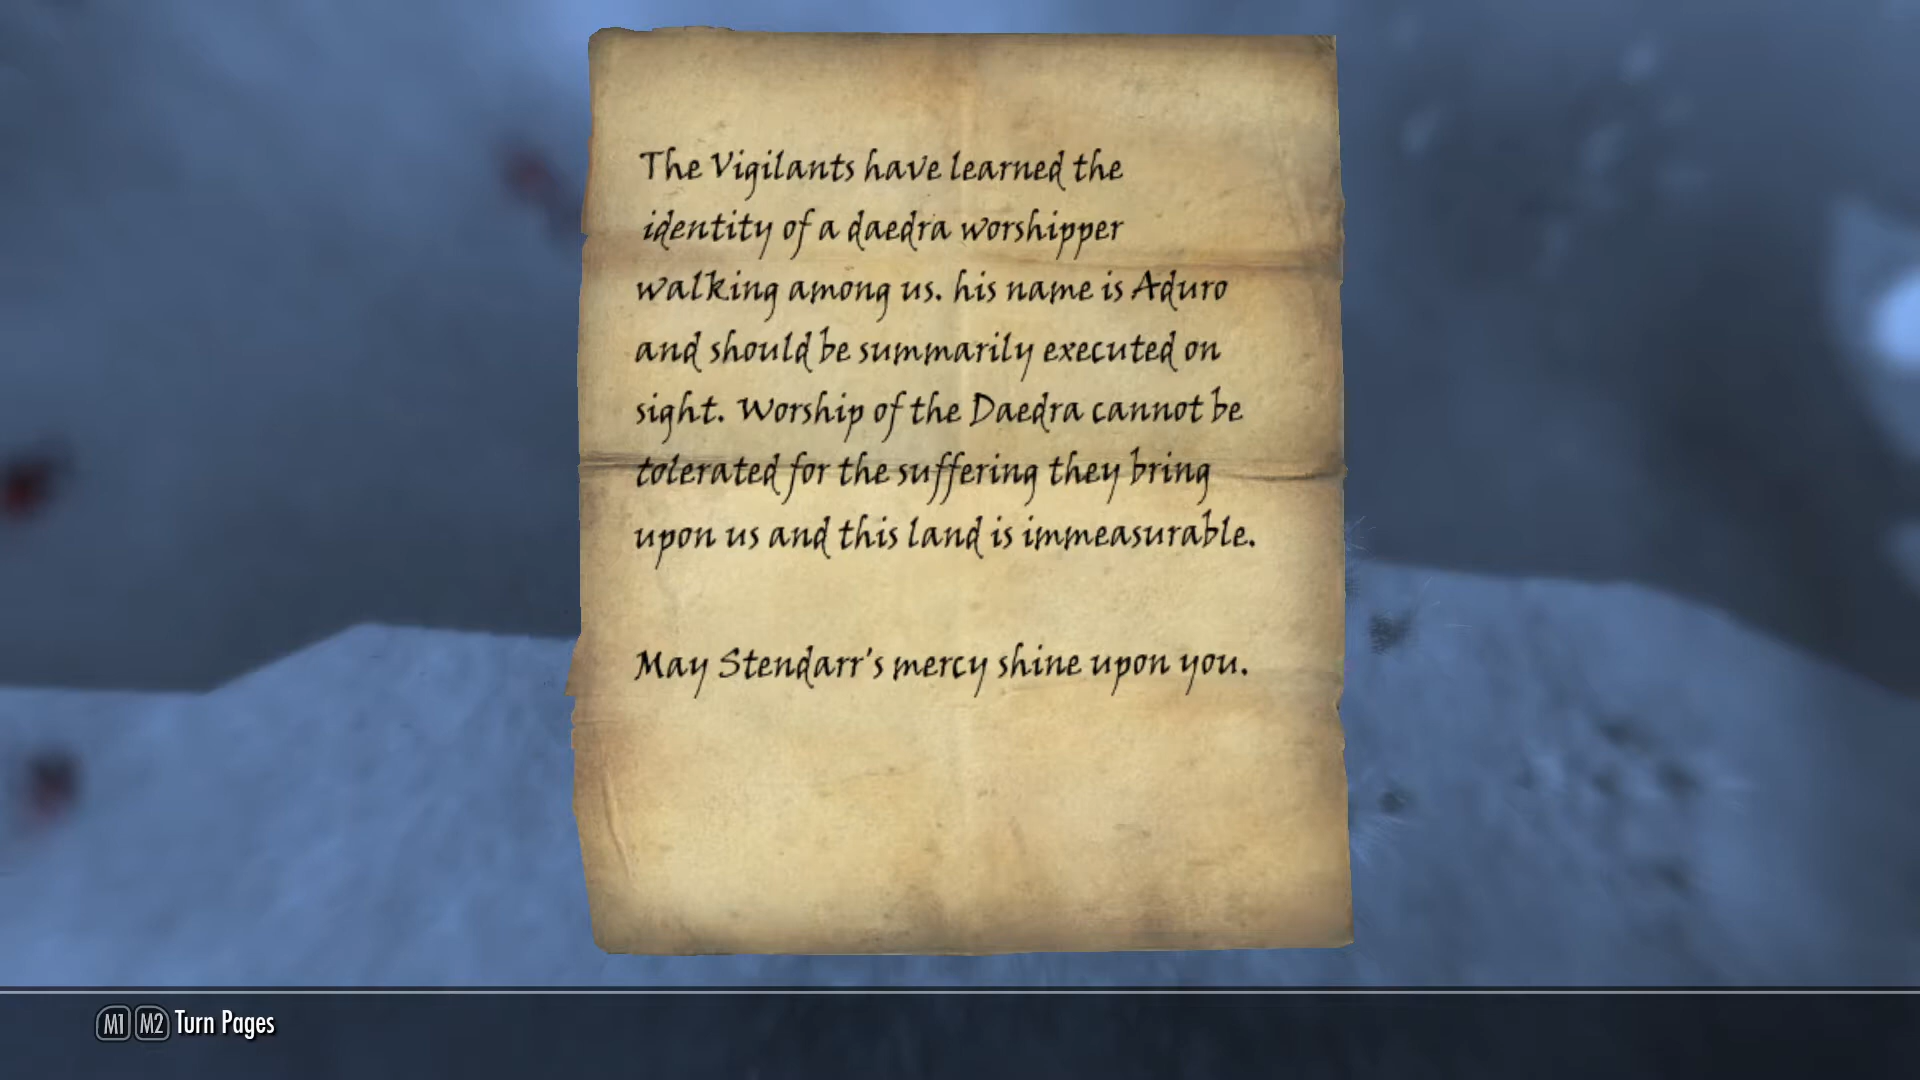 The Vigilants have learned the
identity of a daedra worshipper
walking among us. his name is Aduro
and should be summarily executed on
sight. Worship of the Daedra cannot be
tolerated for the suffering they bring
upon us and this land is immeasurable.
May Stendarr's mercy shine upon you.
M1 M2 Turn Pages